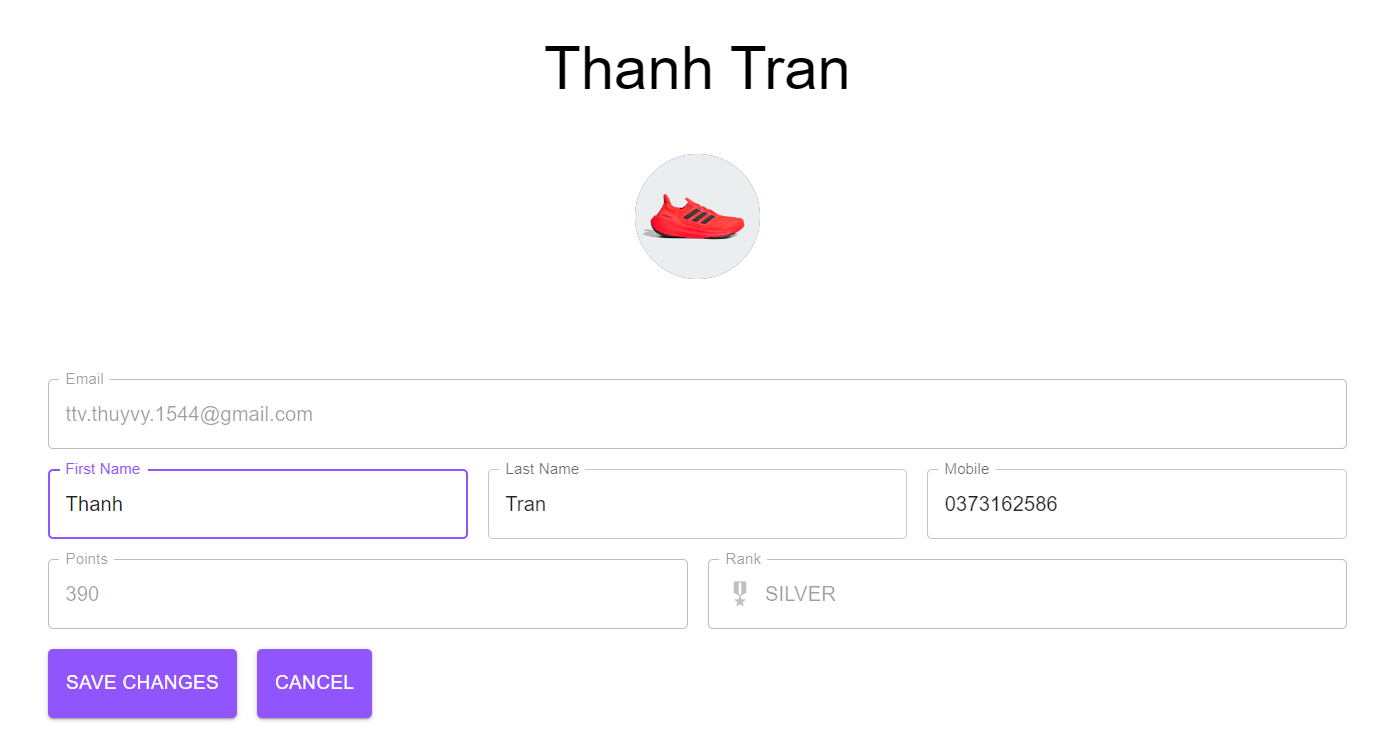 Thanh Tran
Email
ttv.thuyvy.1544@gmail.com
First Name
Thanh
Last Name
Tran
Mobile
0373162586
Points
390
Rank
SILVER
SAVE CHANGES
CANCEL